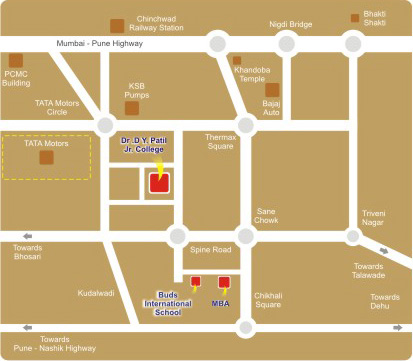 Chinchwad
Railway Station
Nigdi Bridge
Bhakti
Shakti
Mumbai - Pune Highway
PCMC
Building
Khandoba
Temple
KSB
Pumps
Bajaj
Auto
TATA Motors
Circle
TATA Motors
Dr .D Y. Patil
Jr. College
Thermax
Square
Sane
Chowk
Triveni
Nagar
Towards
Bhosari
Spine Road
Towards
Talawade
Kudalwadi
Buds
International
School
MBA
Chikhali
Square
Towards
Dehu
Towards
Pune - Nashik Highway